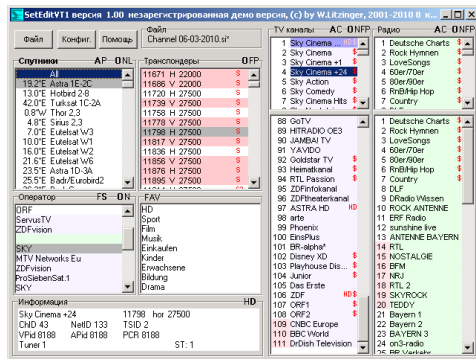 SetEditVT1 версия 1.00 незарегистрированная демо версия, (c) by W.Litzinger, 2001-2010 8 к...
Файл
Конфиг.
Помощь
Файл
Channel 06-03-2010.si*
Спутники AP ONL
All
19.2°E Astra 1E-2C
13.0°E Hotbird 2-8
42.0°E Turksat 1C-2A
0.8°W Thor 2,3
4.8°E Sirius 2,3
7.0°E Eutelsat W3
10.0°E Eutelsat W1
16.0°E Eutelsat W2
21.6°E Eutelsat W6
23.5°E Astra 1D-3A
25.5°E Badr/Eurobird2
Транспондеры OFP
11671 H 22000 S
11686 V 22000 S
11720 H 27500 S
11739 V 27500 S
11758 H 27500 S
11778 V 27500 S
11798 H 27500 S
11817 V 27500 S
11836 H 27500 S
11856 V 27500 S
11876 H 27500 S
11895 V 27500 S
Оператор FS ON
ORF
ServusTV
ZDFvision
SKY
MTV Networks Eu
ZDFvision
ProSiebenSat.1
SKY
FAV
HD
Sport
Film
Musik
Einkaufen
Kinder
Erwachsene
Bildung
Drama
Информация HD
Sky Cinema +24 11798 hor 27500
ChID 43 NetID 133 TSID 2
VPid 8188 APid 8188 PCR 8188
Tuner 1 ST: 1
TV каналы AC ONFP
1 Sky Cinema ... HD $
2 Sky Cinema $
3 Sky Cinema +1 $
4 Sky Cinema +24 $
5 Sky Action $
6 Sky Comedy $
7 Sky Cinema Hits $
88 GoTV
89 HITRADIO OE3
90 JAMBA! TV
91 YAVIDO
92 Goldstar TV $
93 Heimatkanal $
94 RTL Passion $
95 ZDFinfokanal
96 ZDFtheaterkanal
97 ASTRA HD HD
98 arte
99 Phoenix
100 EinsPlus
101 BR-alpha*
102 Disney XD $
103 Playhouse Dis... $
104 Junior $
105 Das Erste
106 ZDF HD $
107 ORF1 $
108 ORF2 $
109 CNBC Europe
110 BBC World
111 DrDish Television
Радио AC ONFP
1 Deutsche Charts $
2 Rock Hymnen $
3 LoveSongs $
4 60er/70er $
5 80er/90er $
6 RnB/Hip Hop $
7 Country $
1 Deutsche Charts $
2 Rock Hymnen $
3 LoveSongs $
4 60er/70er $
5 80er/90er $
6 RnB/Hip Hop $
7 Country $
8 DLF
9 DRadio Wissen
10 ROCK ANTENNE
11 ERF Radio
12 sunshine live
13 ANTENNE BAYERN
14 RTL
15 NOSTALGIE
16 BFM
17 NRJ
18 RTL 2
19 SKYROCK
20 TEDDY
21 Bayern 1
22 Bayern 2
23 BAYERN 3
24 on3-radio
25 BR Verkehr